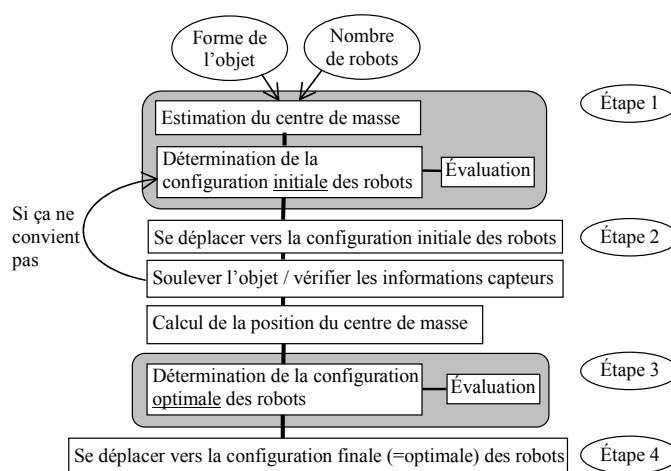 Forme de
l'objet
Nombre
de robots
Estimation du centre de masse
Étape 1
Détermination de la
configuration initiale des robots
Évaluation
Si ça ne
convient
pas
Se déplacer vers la configuration initiale des robots
Étape 2
Soulever l'objet / vérifier les informations capteurs
Calcul de la position du centre de masse
Détermination de la configuration
optimale des robots
Évaluation
Étape 3
Se déplacer vers la configuration finale (=optimale) des robots
Étape 4